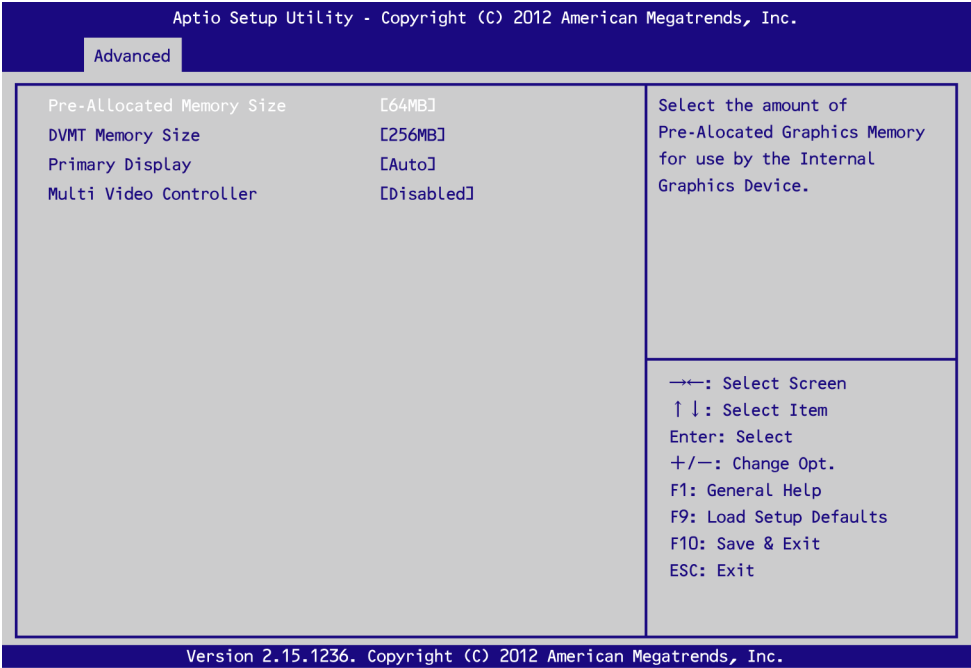 Aptio Setup Utility - Copyright (C) 2012 American Megatrends, Inc.
Advanced
Pre-Allocated Memory Size [64MB]
DVMT Memory Size [256MB]
Primary Display [Auto]
Multi Video Controller [Disabled]
Select the amount of
Pre-Alocated Graphics Memory
for use by the Internal
Graphics Device.
→←: Select Screen
↑↓: Select Item
Enter: Select
+/−: Change Opt.
F1: General Help
F9: Load Setup Defaults
F10: Save & Exit
ESC: Exit
Version 2.15.1236. Copyright (C) 2012 American Megatrends, Inc.